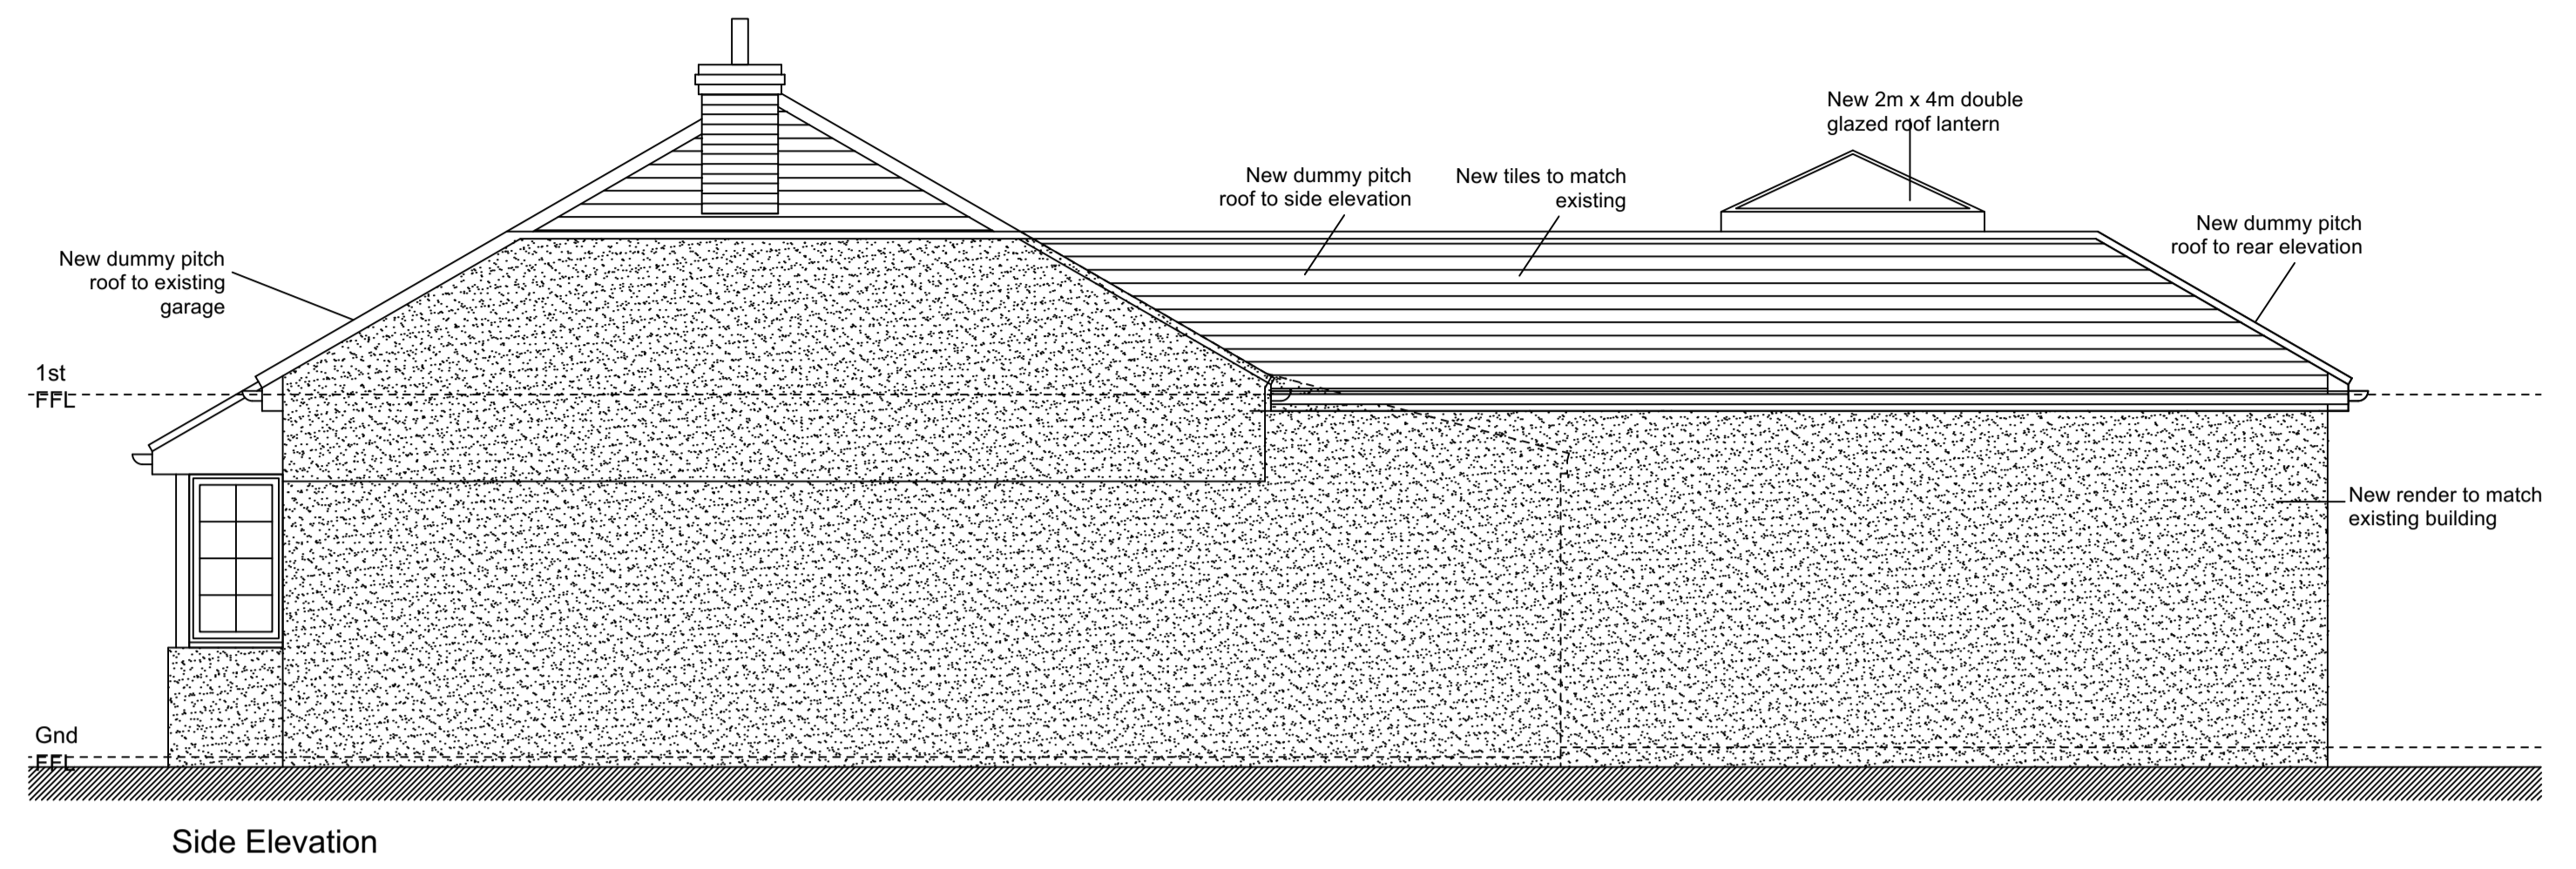 New 2m x 4m double
glazed roof lantern
New dummy pitch
roof to side elevation
New tiles to match
existing
New dummy pitch
roof to rear elevation
New dummy pitch
roof to existing
garage
1st
FFL
New render to match
existing building
Gnd
FFL
Side Elevation